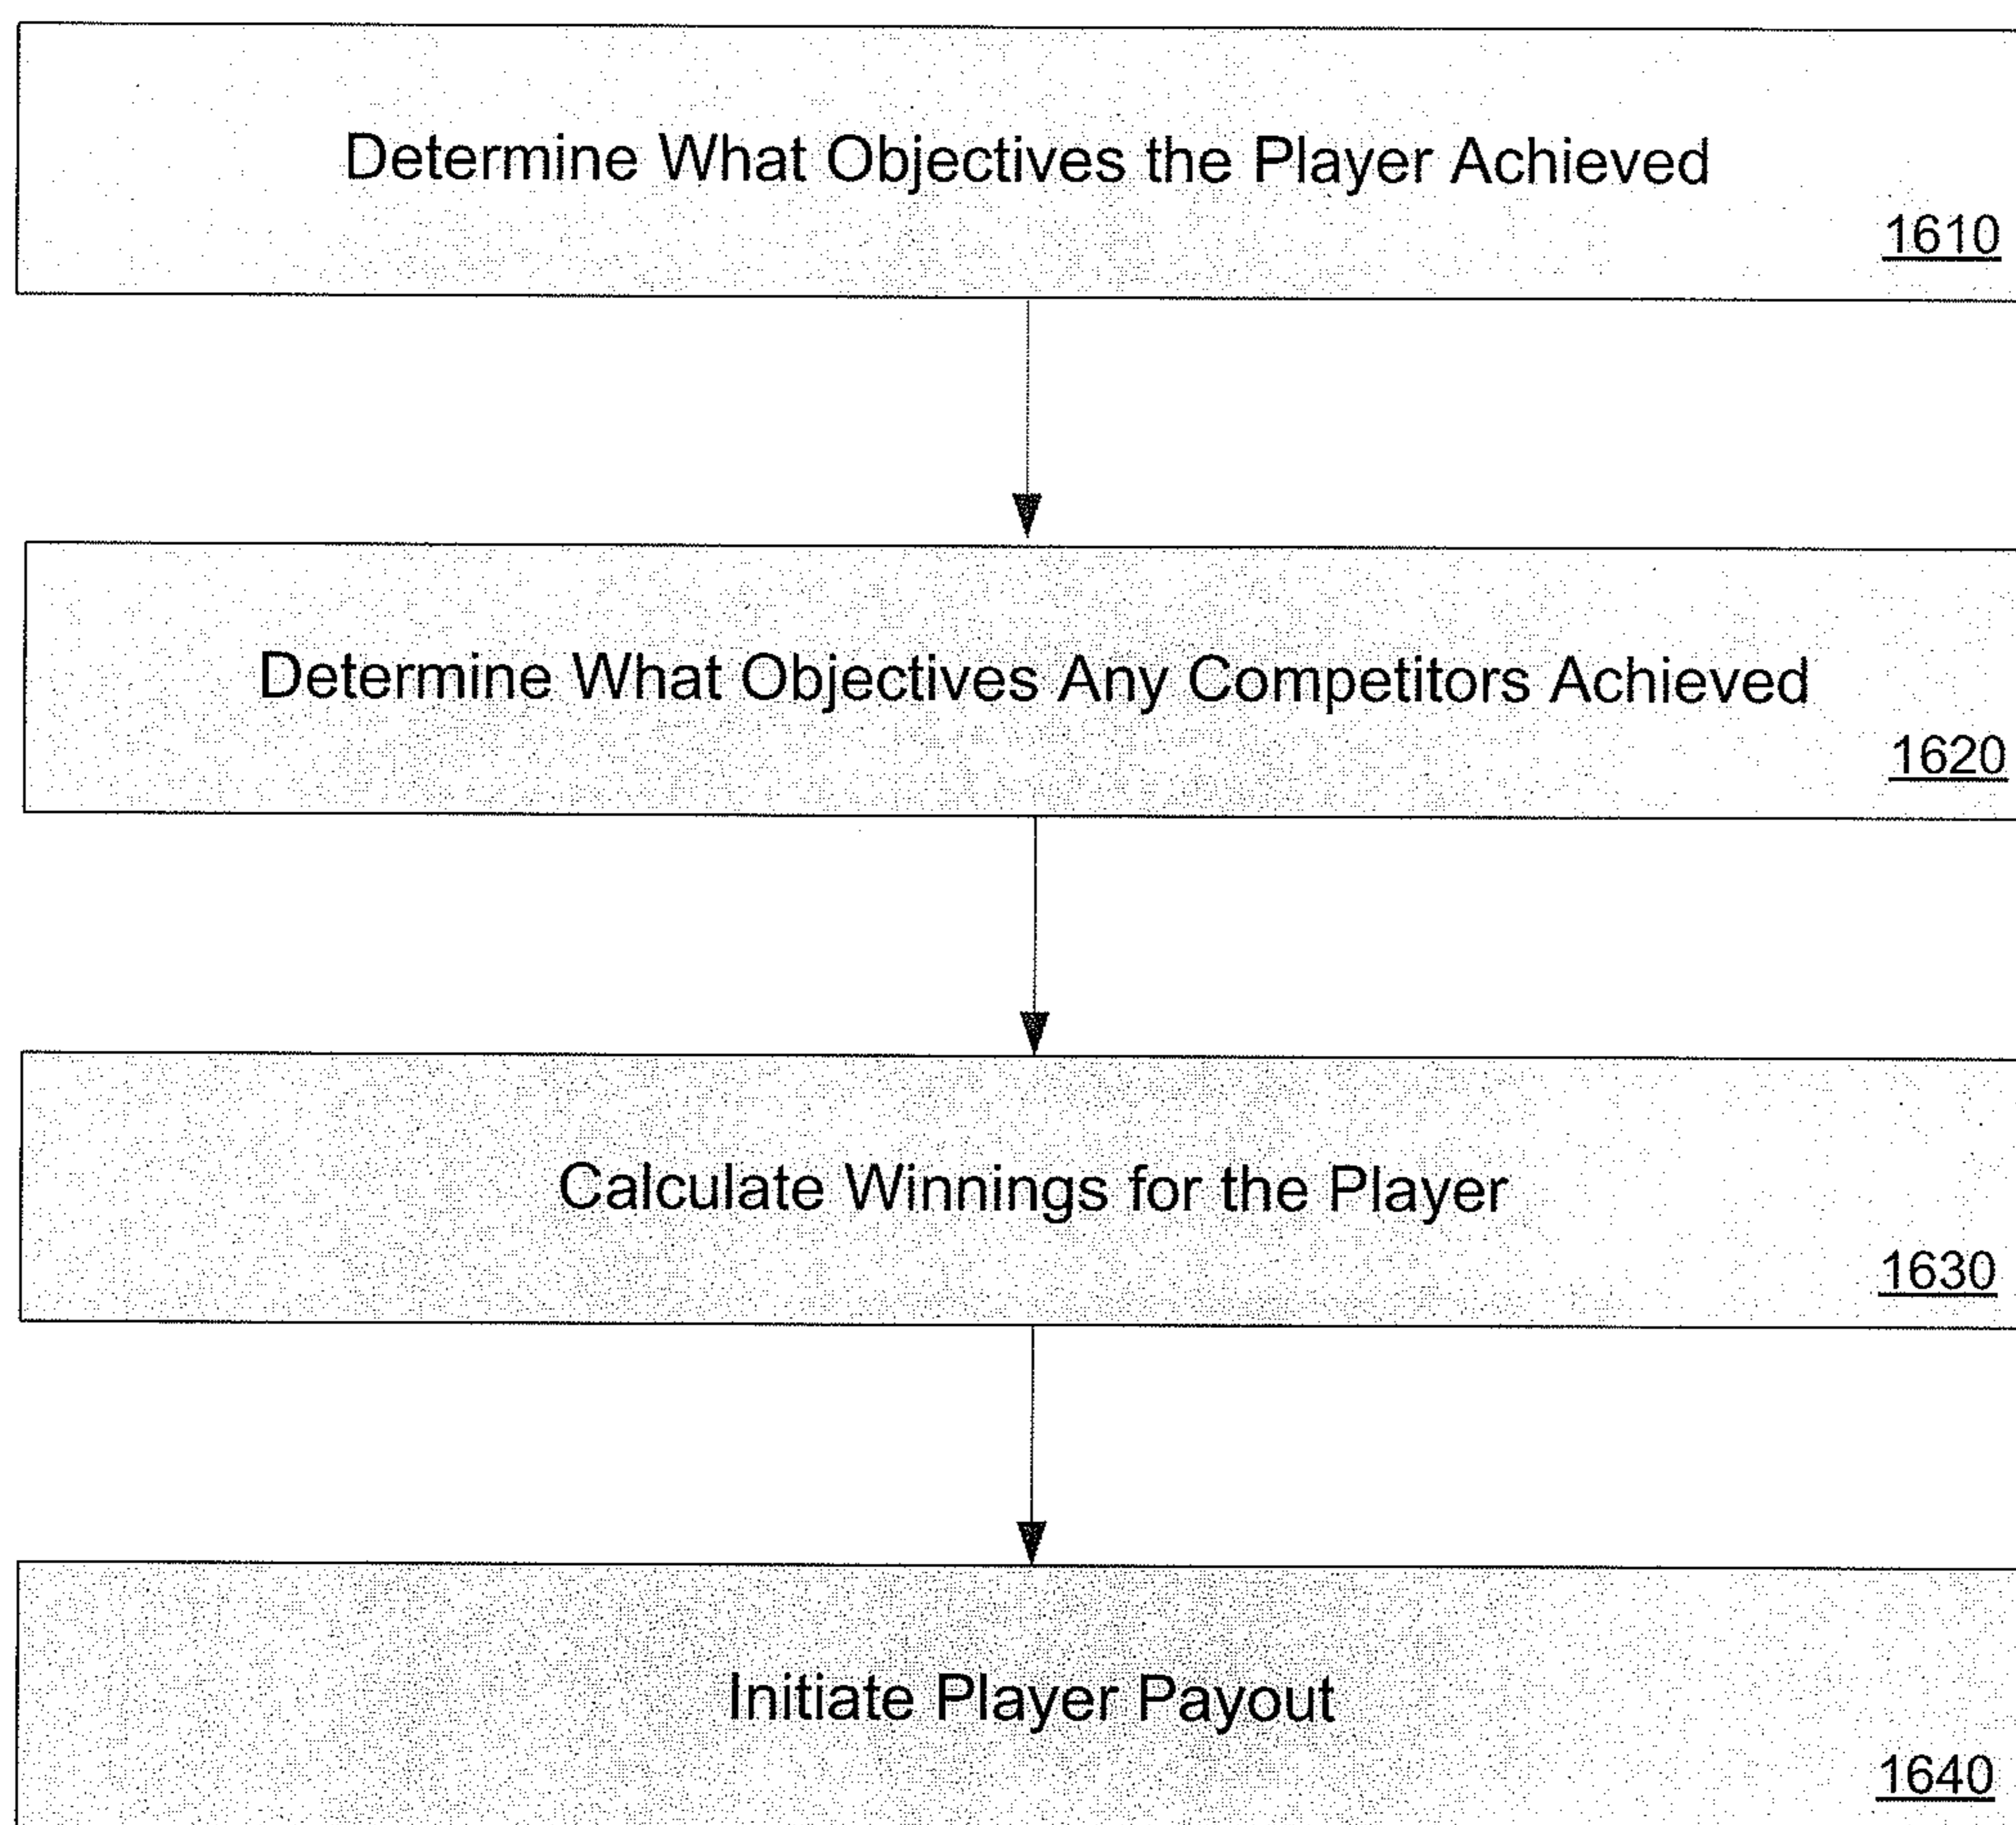 Determine What Objectives the Player Achieved
1610
Determine What Objectives Any Competitors Achieved
1620
Calculate Winnings for the Player
1630
Initiate Player Payout
1640